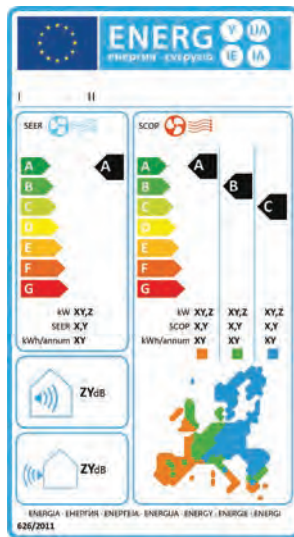 ENERG Y UA
енергия · ενεργεια IE IA
I II
SEER
A
B
C
D
E
F
G
A
kW XY,Z
SEER X,Y
kWh/annum XY
SCOP
A
B
C
D
E
F
G
A
B
C
kW XY,Z XY,Z XY,Z
SCOP X,Y X,Y X,Y
kWh/annum XY XY XY
ZYdB
ZYdB
ENERGIA · ЕНЕРГИЯ · ΕΝΕΡΓΕΙΑ · ENERGIJA · ENERGY · ENERGIE · ENERGI
626/2011